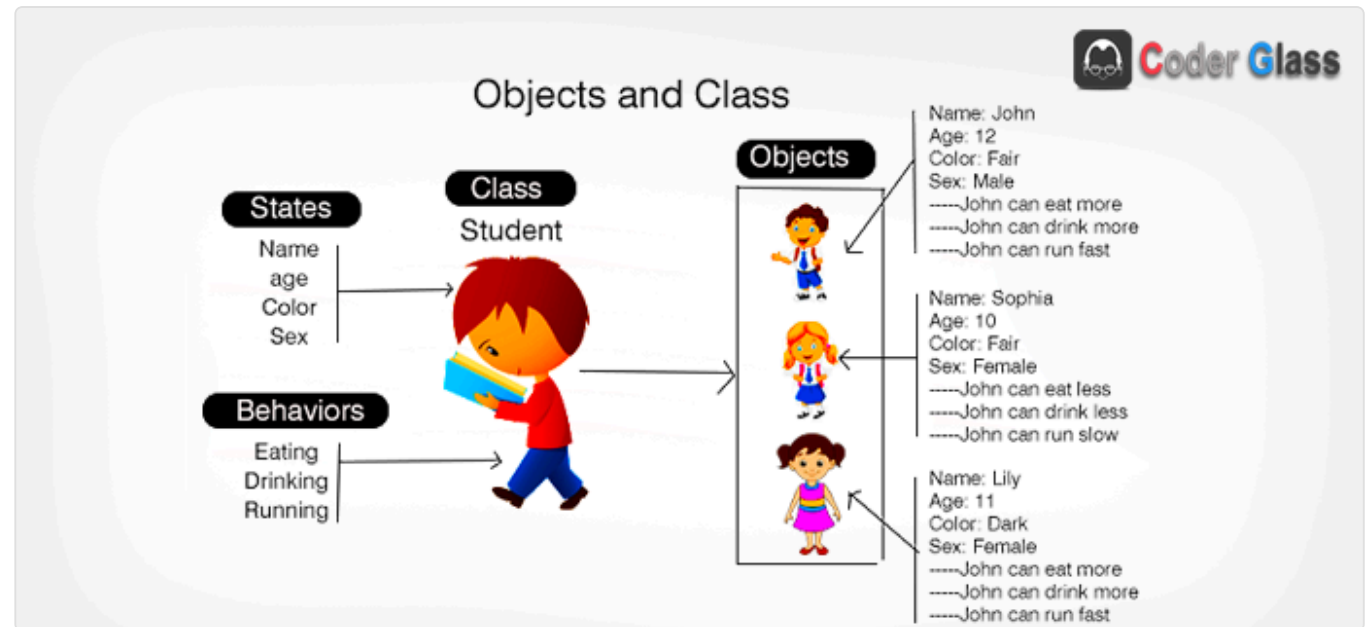 Coder Glass
Objects and Class
States
Name
age
Color
Sex
Behaviors
Eating
Drinking
Running
Class
Student
Objects
Name: John
Age: 12
Color: Fair
Sex: Male
-----John can eat more
-----John can drink more
-----John can run fast
Name: Sophia
Age: 10
Color: Fair
Sex: Female
-----John can eat less
-----John can drink less
-----John can run slow
Name: Lily
Age: 11
Color: Dark
Sex: Female
-----John can eat more
-----John can drink more
-----John can run fast